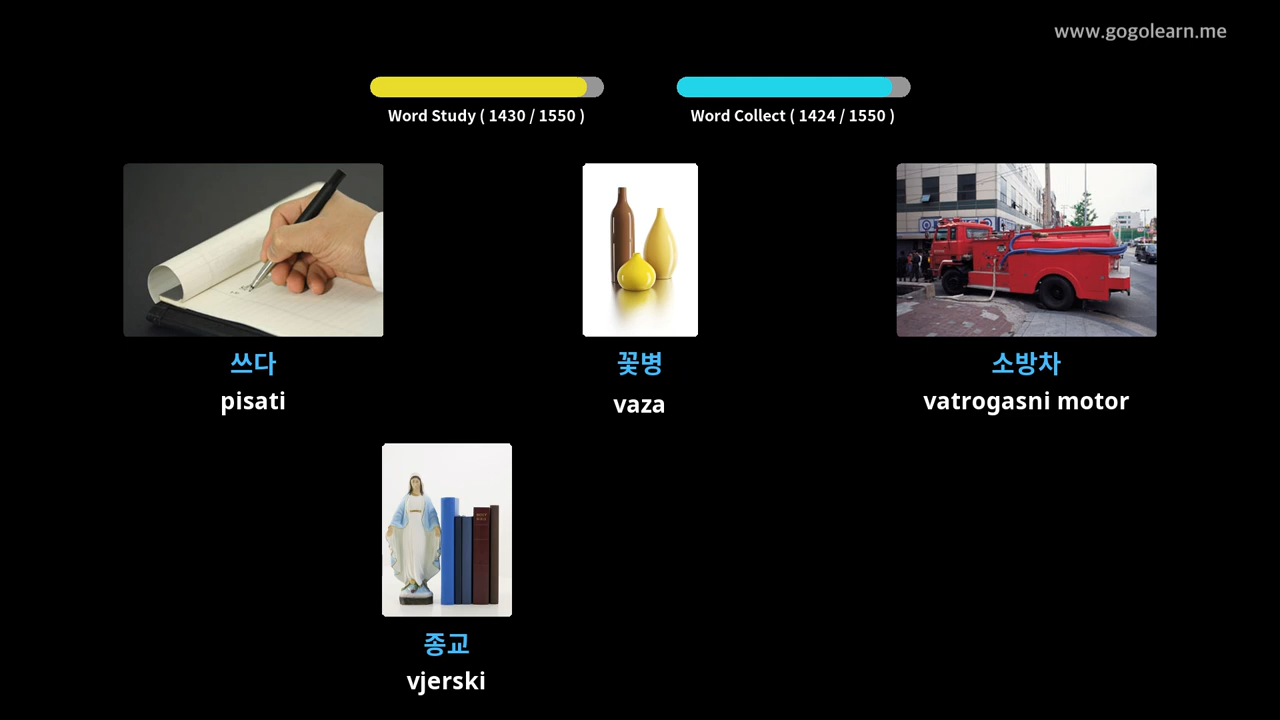 www.gogolearn.me
Word Study ( 1430 / 1550 )
Word Collect ( 1424 / 1550 )
쓰다
pisati
꽃병
vaza
소방차
vatrogasni motor
종교
vjerski